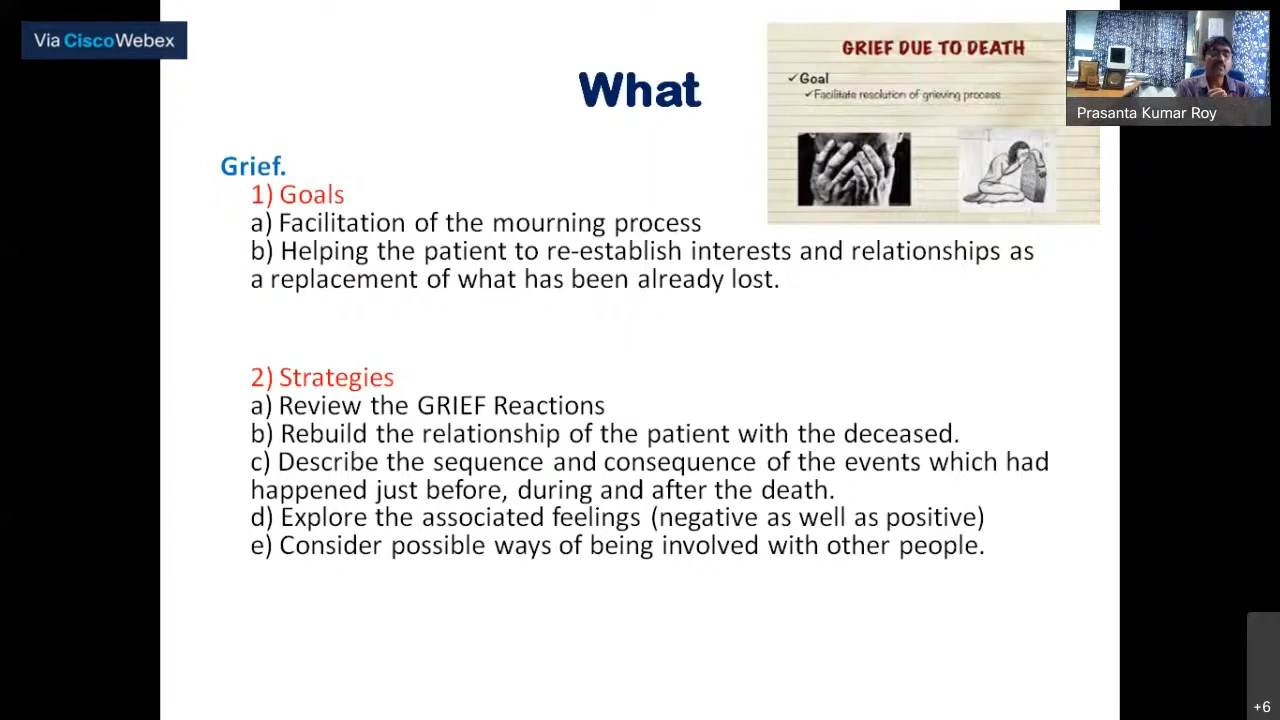 Via CiscoWebex
What
GRIEF DUE TO DEATH
✓Goal
✓Facilitate resolution of grieving process
Prasanta Kumar Roy
Grief.
1) Goals
a) Facilitation of the mourning process
b) Helping the patient to re-establish interests and relationships as
a replacement of what has been already lost.
2) Strategies
a) Review the GRIEF Reactions
b) Rebuild the relationship of the patient with the deceased.
c) Describe the sequence and consequence of the events which had
happened just before, during and after the death.
d) Explore the associated feelings (negative as well as positive)
e) Consider possible ways of being involved with other people.
+6